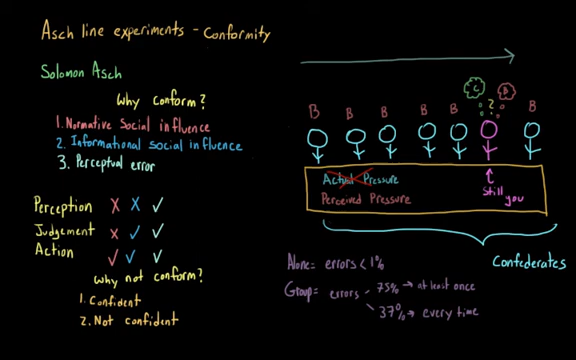 Asch line experiments - Conformity
Solomon Asch
Why conform?
1. Normative Social influence
2. Informational social influence
3. Perceptual error
Perception X X ✓
Judgement X ✓ ✓
Action ✓ ✓ ✓
Why not conform?
1. Confident
2. Not confident
C ? B
B B B B B B
Actual Pressure
Perceived Pressure
Still you
Confederates
Alone = errors < 1%
Group = errors 75% → at least once
37% → every time